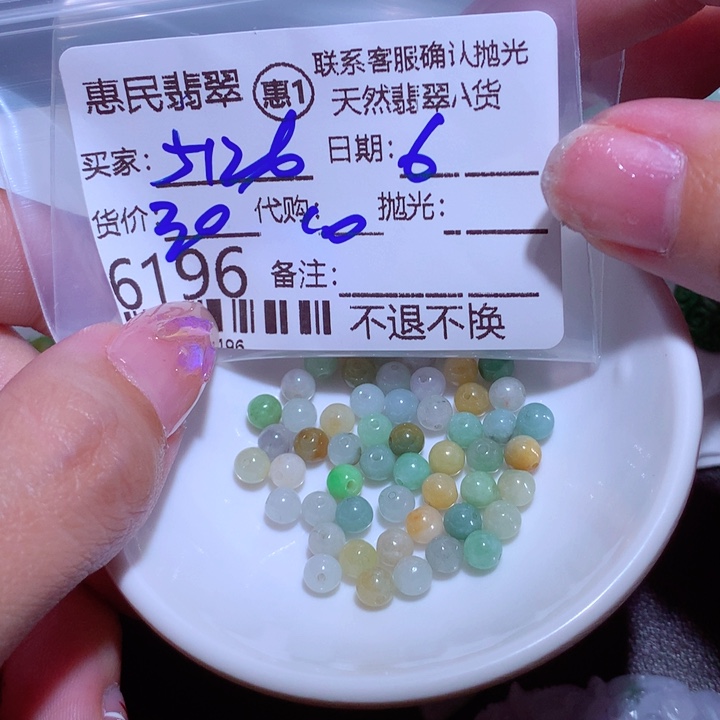 惠民翡翠 惠1 联系客服确认抛光
天然翡翠A货
买家: 5126 日期: 6
货价: 30 代购: 10 抛光:
6196 备注:
不退不换